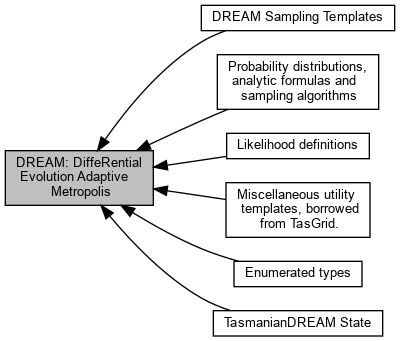 DREAM Sampling Templates
Probability distributions,
analytic formulas and
sampling algorithms
Likelihood definitions
DREAM: DiffeRential
Evolution Adaptive
Metropolis
Miscellaneous utility
templates, borrowed
from TasGrid.
Enumerated types
TasmanianDREAM State